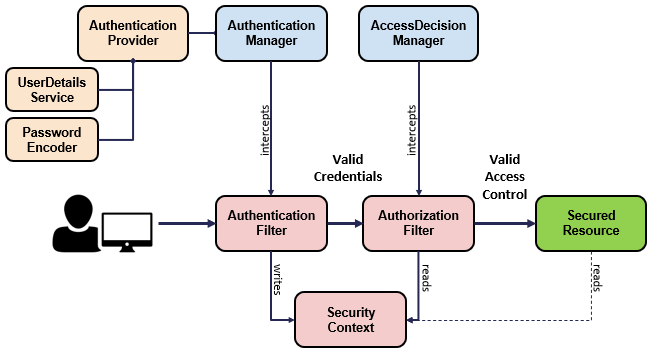 Authentication
Provider
Authentication
Manager
AccessDecision
Manager
UserDetails
Service
Password
Encoder
intercepts
intercepts
Valid
Credentials
Valid
Access
Control
Authentication
Filter
Authorization
Filter
Secured
Resource
writes
reads
reads
Security
Context